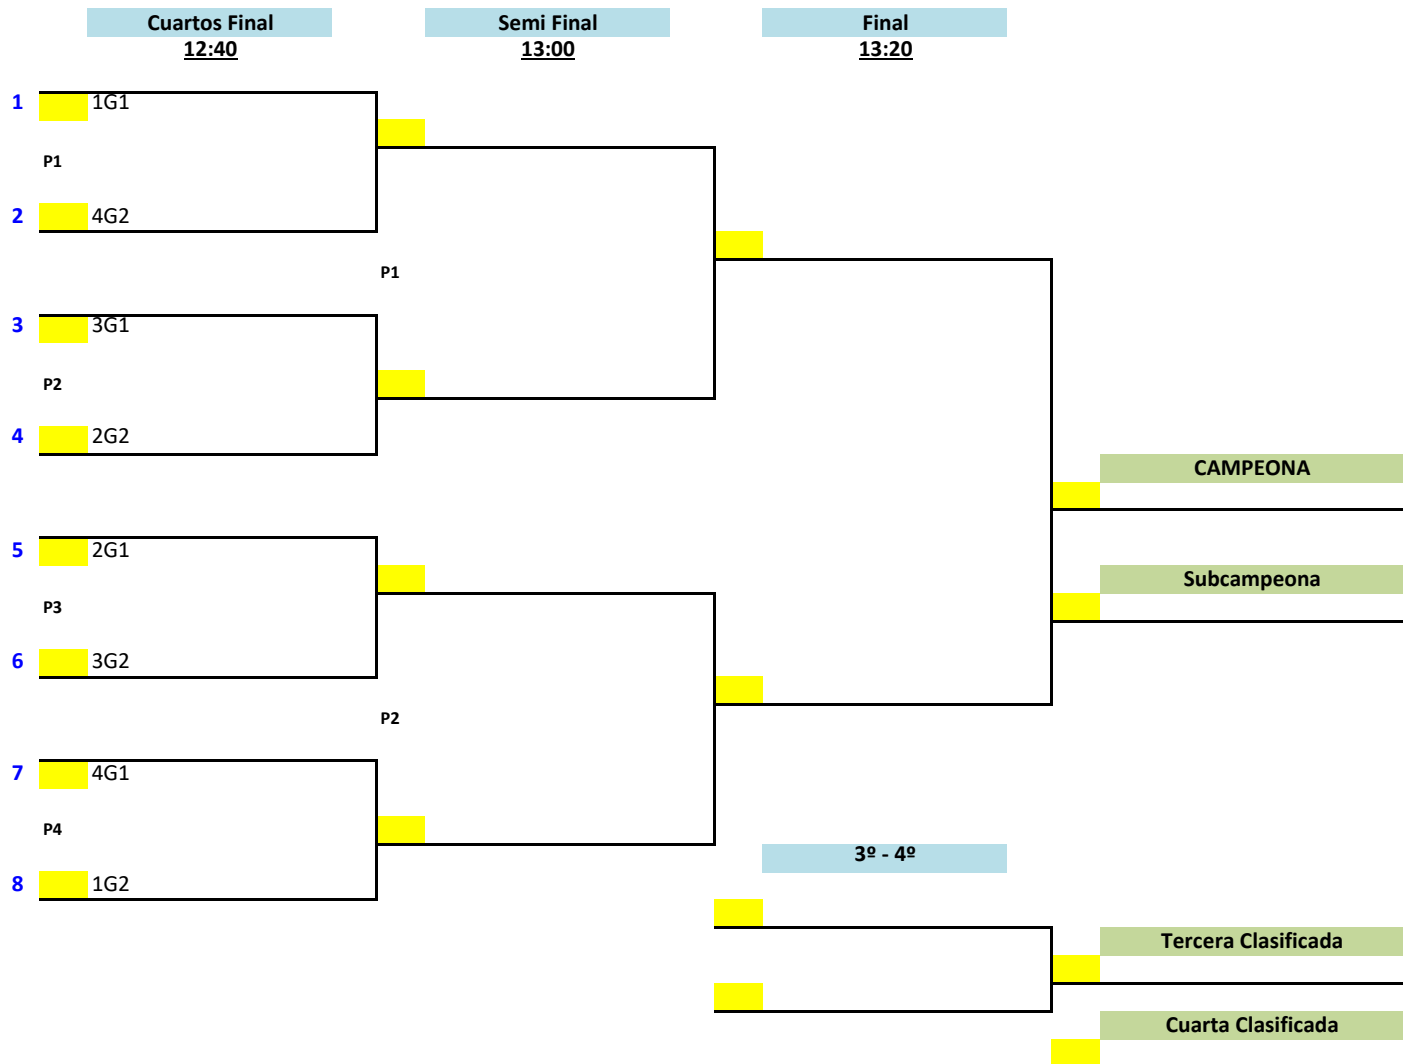 Cuartos Final Semi Final Final
12:40 13:00 13:20
1 1G1
P1
2 4G2
P1
3 3G1
P2
4 2G2
CAMPEONA
5 2G1
Subcampeona
P3
6 3G2
P2
7 4G1
P4
3º - 4º
8 1G2
Tercera Clasificada
Cuarta Clasificada